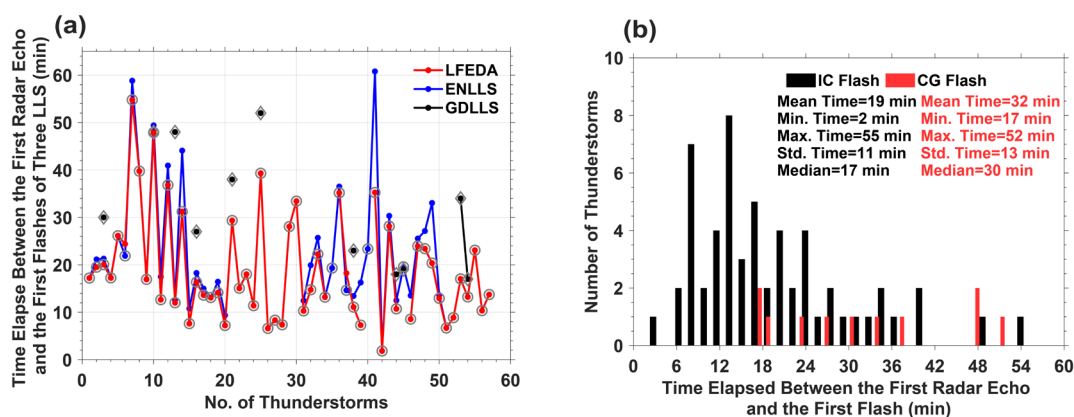 (a)
Time Elapse Between the First Radar Echo
and the First Flashes of Three LLS (min)
60
50
40
30
20
10
0
LFEDA
ENLLS
GDLLS
0 10 20 30 40 50 60
No. of Thunderstorms
(b)
Number of Thunderstorms
10
8
6
4
2
0
IC Flash CG Flash
Mean Time=19 min Mean Time=32 min
Min. Time=2 min Min. Time=17 min
Max. Time=55 min Max. Time=52 min
Std. Time=11 min Std. Time=13 min
Median=17 min Median=30 min
0 6 12 18 24 30 36 42 48 54 60
Time Elapsed Between the First Radar Echo
and the First Flash (min)